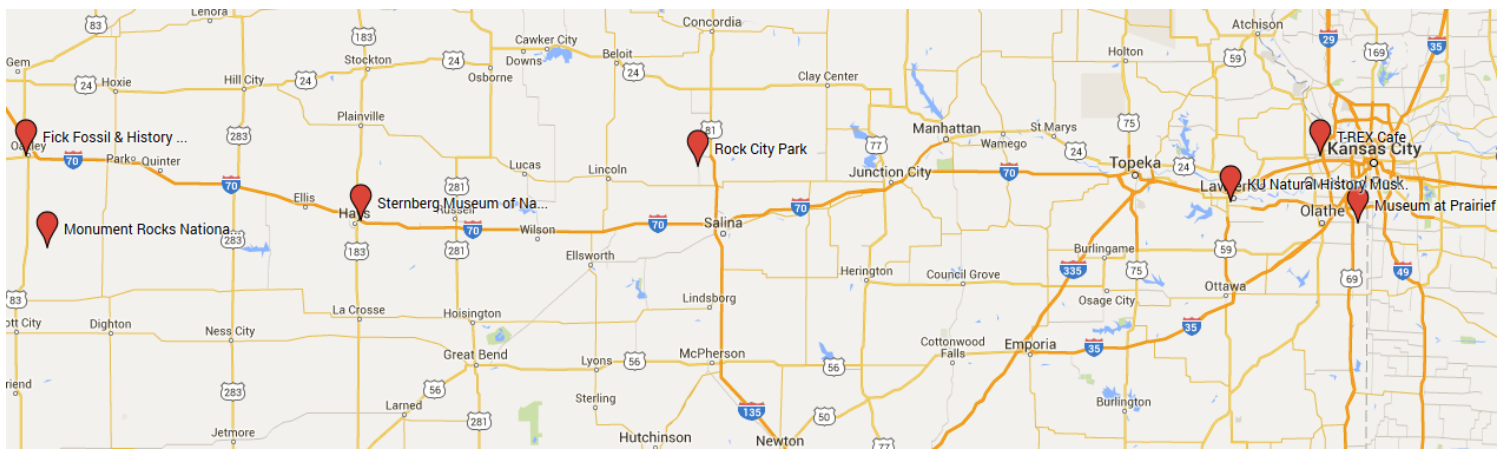 83
Lenora
183
Concordia
Atchison
29
169
35
Gem
24
Hoxie
24
Hill City
24
Stockton
24
Cawker City
Downs
Osborne
Beloit
24
Clay Center
Holton
59
Fick Fossil & History ...
Plainville
81
Rock City Park
Manhattan
St Marys
Wamego
75
T-REX Cafe
Kansas City
Oakley
70
Park
Quinter
283
Lucas
Lincoln
77
24
24
Topeka
70
Ellis
281
Junction City
70
KU Natural History Mus..
Sternberg Museum of Na...
Hays
Russell
70
Wilson
70
Salina
70
Olathe
Museum at Prairief
Monument Rocks Nationa...
283
183
281
Ellsworth
Burlingame
59
335
75
Herington
Council Grove
69
49
83
Lindsborg
Osage City
Ottawa
Dighton
Ness City
La Crosse
Hoisington
35
Great Bend
Lyons
56
McPherson
56
Cottonwood
Falls
Emporia
35
283
56
Larned
Sterling
135
50
Burlington
Jetmore
281
Hutchinson
Newton
77